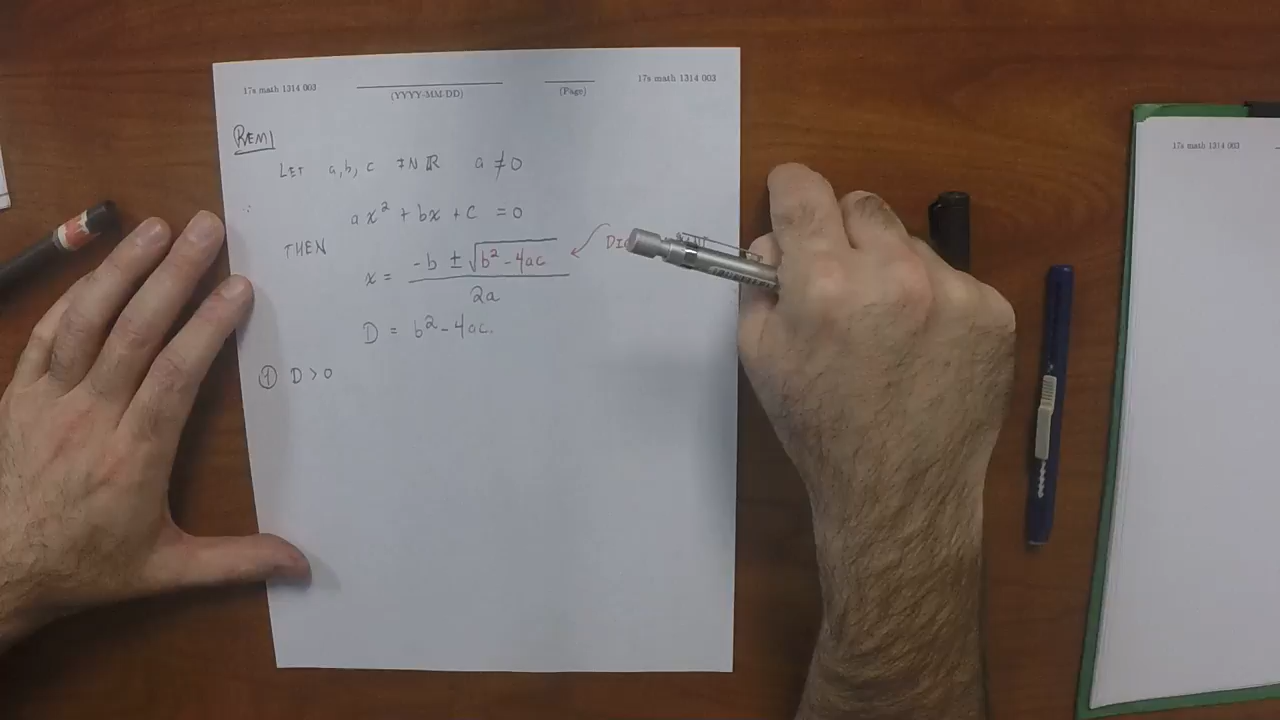 17s math 1314 003
(YYYY-MM-DD)
(Page)
17s math 1314 003
REM
LET a, b, c IN ℝ a ≠ 0
ax² + bx + c = 0
THEN
x = (-b ± √(b² - 4ac)) / 2a
D = b² - 4ac.
① D > 0
17s math 1314 003